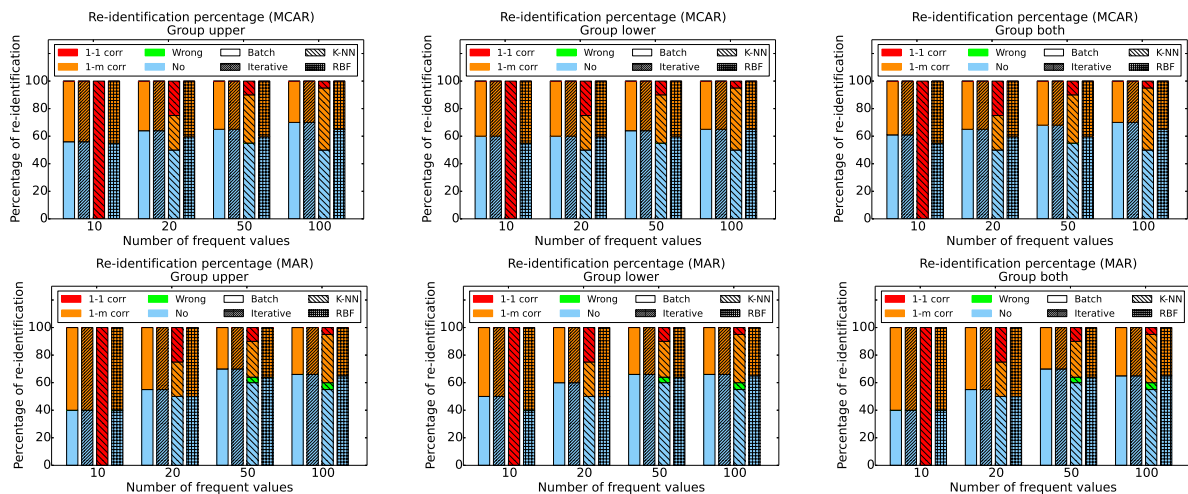 Re-identification percentage (MCAR)
Group upper
1-1 corr
Wrong
Batch
K-NN
1-m corr
No
Iterative
RBF
Percentage of re-identification
100
80
60
40
20
0
10
20
50
100
Number of frequent values
Re-identification percentage (MCAR)
Group lower
1-1 corr
Wrong
Batch
K-NN
1-m corr
No
Iterative
RBF
Percentage of re-identification
100
80
60
40
20
0
10
20
50
100
Number of frequent values
Re-identification percentage (MCAR)
Group both
1-1 corr
Wrong
Batch
K-NN
1-m corr
No
Iterative
RBF
Percentage of re-identification
100
80
60
40
20
0
10
20
50
100
Number of frequent values
Re-identification percentage (MAR)
Group upper
1-1 corr
Wrong
Batch
K-NN
1-m corr
No
Iterative
RBF
Percentage of re-identification
100
80
60
40
20
0
10
20
50
100
Number of frequent values
Re-identification percentage (MAR)
Group lower
1-1 corr
Wrong
Batch
K-NN
1-m corr
No
Iterative
RBF
Percentage of re-identification
100
80
60
40
20
0
10
20
50
100
Number of frequent values
Re-identification percentage (MAR)
Group both
1-1 corr
Wrong
Batch
K-NN
1-m corr
No
Iterative
RBF
Percentage of re-identification
100
80
60
40
20
0
10
20
50
100
Number of frequent values